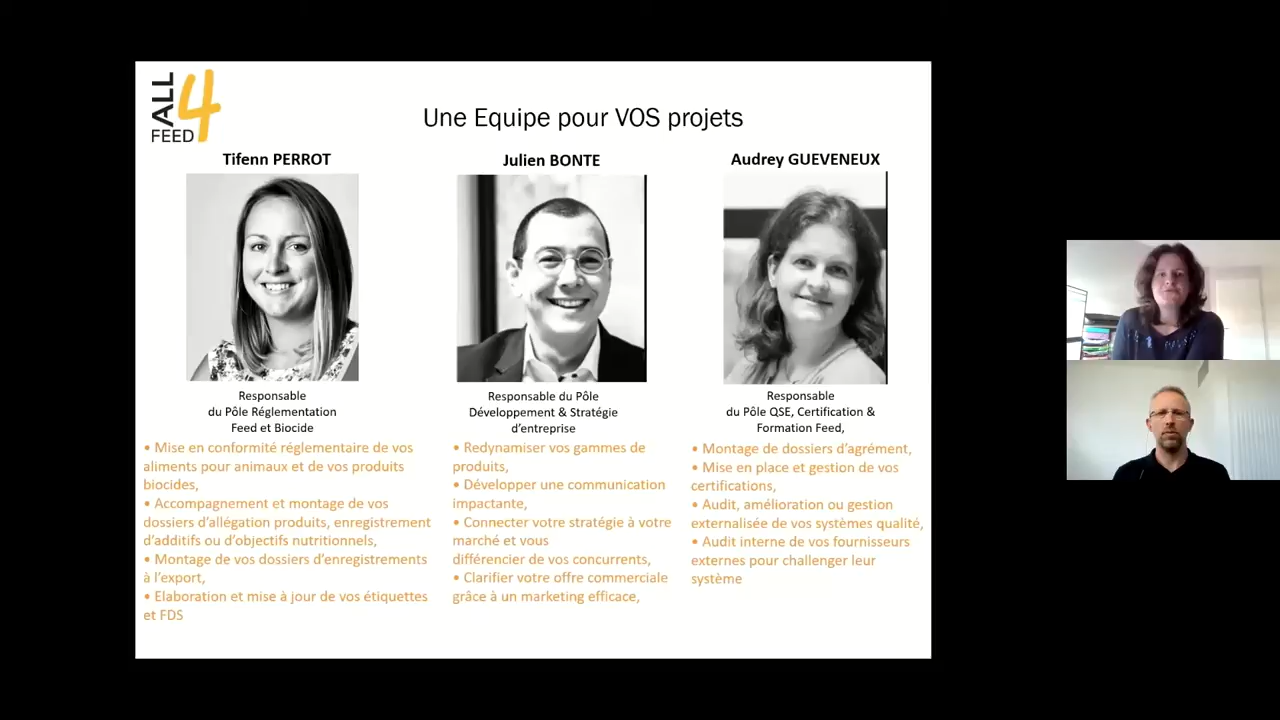 ALL
4
FEED
Une Equipe pour VOS projets
Tifenn PERROT
Responsable
du Pôle Réglementation
Feed et Biocide
• Mise en conformité réglementaire de vos
aliments pour animaux et de vos produits
biocides,
• Accompagnement et montage de vos
dossiers d'allégation produits, enregistrement
d'additifs ou d'objectifs nutritionnels,
• Montage de vos dossiers d'enregistrements
à l'export,
• Elaboration et mise à jour de vos étiquettes
et FDS
Julien BONTE
Responsable du Pôle
Développement & Stratégie
d'entreprise
• Redynamiser vos gammes de
produits,
• Développer une communication
impactante,
• Connecter votre stratégie à votre
marché et vous
différencier de vos concurrents,
• Clarifier votre offre commerciale
grâce à un marketing efficace,
Audrey GUEVENEUX
Responsable
du Pôle QSE, Certification &
Formation Feed,
• Montage de dossiers d'agrément,
• Mise en place et gestion de vos
certifications,
• Audit, amélioration ou gestion
externalisée de vos systèmes qualité,
• Audit interne de vos fournisseurs
externes pour challenger leur
système